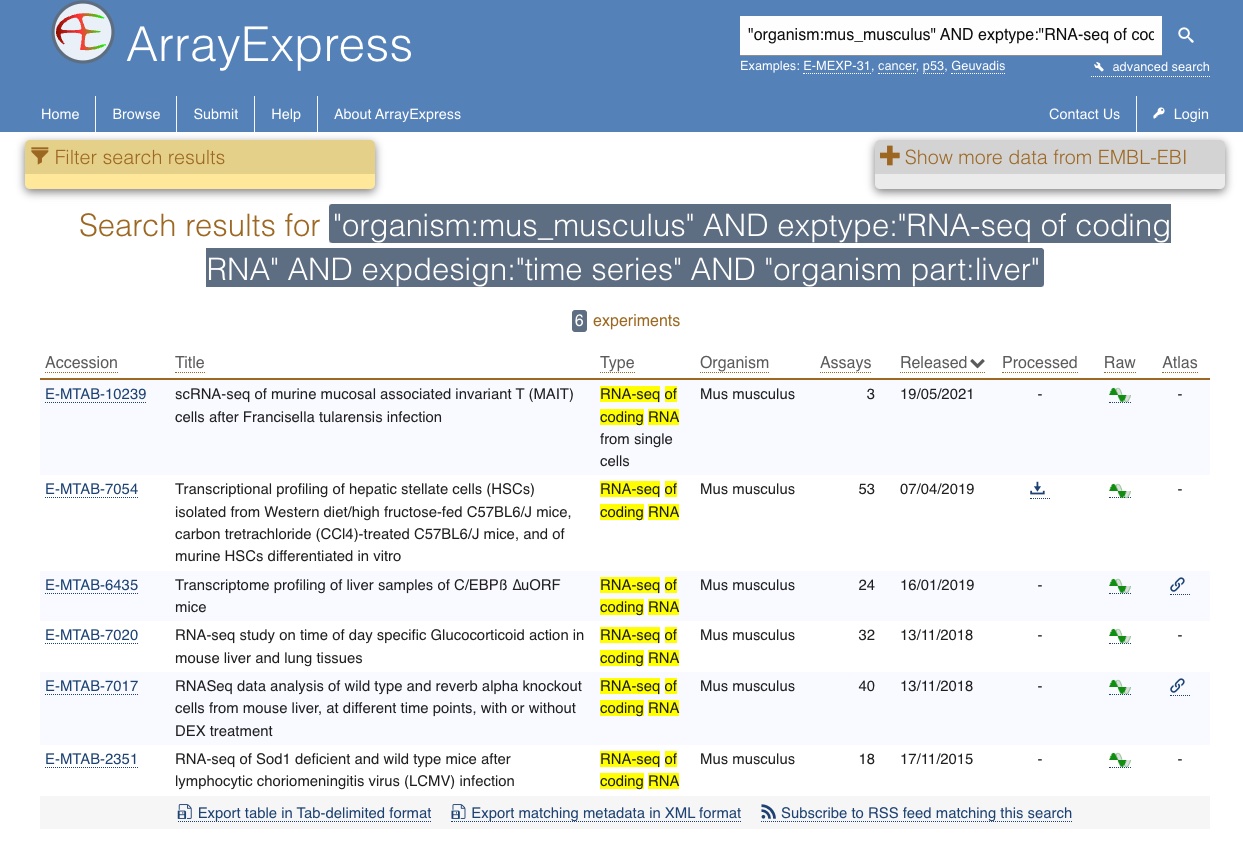 ArrayExpress
"organism:mus_musculus" AND exptype:"RNA-seq of coc
Examples: E-MEXP-31, cancer, p53, Geuvadis
advanced search
Home Browse Submit Help About ArrayExpress Contact Us Login
Filter search results
Show more data from EMBL-EBI
Search results for "organism:mus_musculus" AND exptype:"RNA-seq of coding
RNA" AND expdesign:"time series" AND "organism part:liver"
6 experiments
Accession Title Type Organism Assays Released Processed Raw Atlas
E-MTAB-10239 scRNA-seq of murine mucosal associated invariant T (MAIT) RNA-seq of Mus musculus 3 19/05/2021 - -
cells after Francisella tularensis infection coding RNA
from single
cells
E-MTAB-7054 Transcriptional profiling of hepatic stellate cells (HSCs) RNA-seq of Mus musculus 53 07/04/2019 -
isolated from Western diet/high fructose-fed C57BL6/J mice, coding RNA
carbon tretrachloride (CCl4)-treated C57BL6/J mice, and of
murine HSCs differentiated in vitro
E-MTAB-6435 Transcriptome profiling of liver samples of C/EBPß ΔuORF RNA-seq of Mus musculus 24 16/01/2019 -
mice coding RNA
E-MTAB-7020 RNA-seq study on time of day specific Glucocorticoid action in RNA-seq of Mus musculus 32 13/11/2018 - -
mouse liver and lung tissues coding RNA
E-MTAB-7017 RNASeq data analysis of wild type and reverb alpha knockout RNA-seq of Mus musculus 40 13/11/2018 -
cells from mouse liver, at different time points, with or without coding RNA
DEX treatment
E-MTAB-2351 RNA-seq of Sod1 deficient and wild type mice after RNA-seq of Mus musculus 18 17/11/2015 - -
lymphocytic choriomeningitis virus (LCMV) infection coding RNA
Export table in Tab-delimited format Export matching metadata in XML format Subscribe to RSS feed matching this search